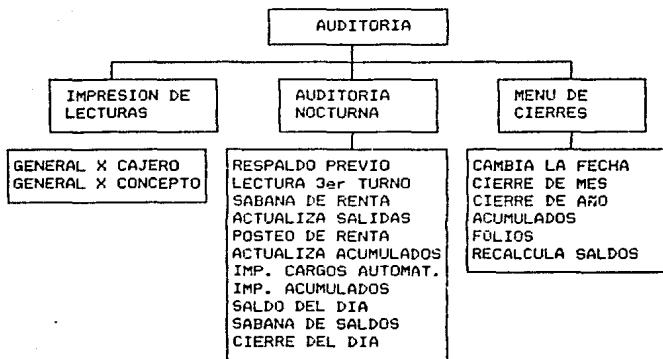 AUDITORIA
IMPRESION DE
LECTURAS
AUDITORIA
NOCTURNA
MENU DE
CIERRES
GENERAL X CAJERO
GENERAL X CONCEPTO
RESPALDO PREVIO
LECTURA 3er TURNO
SABANA DE RENTA
ACTUALIZA SALIDAS
POSTEO DE RENTA
ACTUALIZA ACUMULADOS
IMP. CARGOS AUTOMAT.
IMP. ACUMULADOS
SALDO DEL DIA
SABANA DE SALDOS
CIERRE DEL DIA
CAMBIA LA FECHA
CIERRE DE MES
CIERRE DE AÑO
ACUMULADOS
FOLIOS
RECALCULA SALDOS